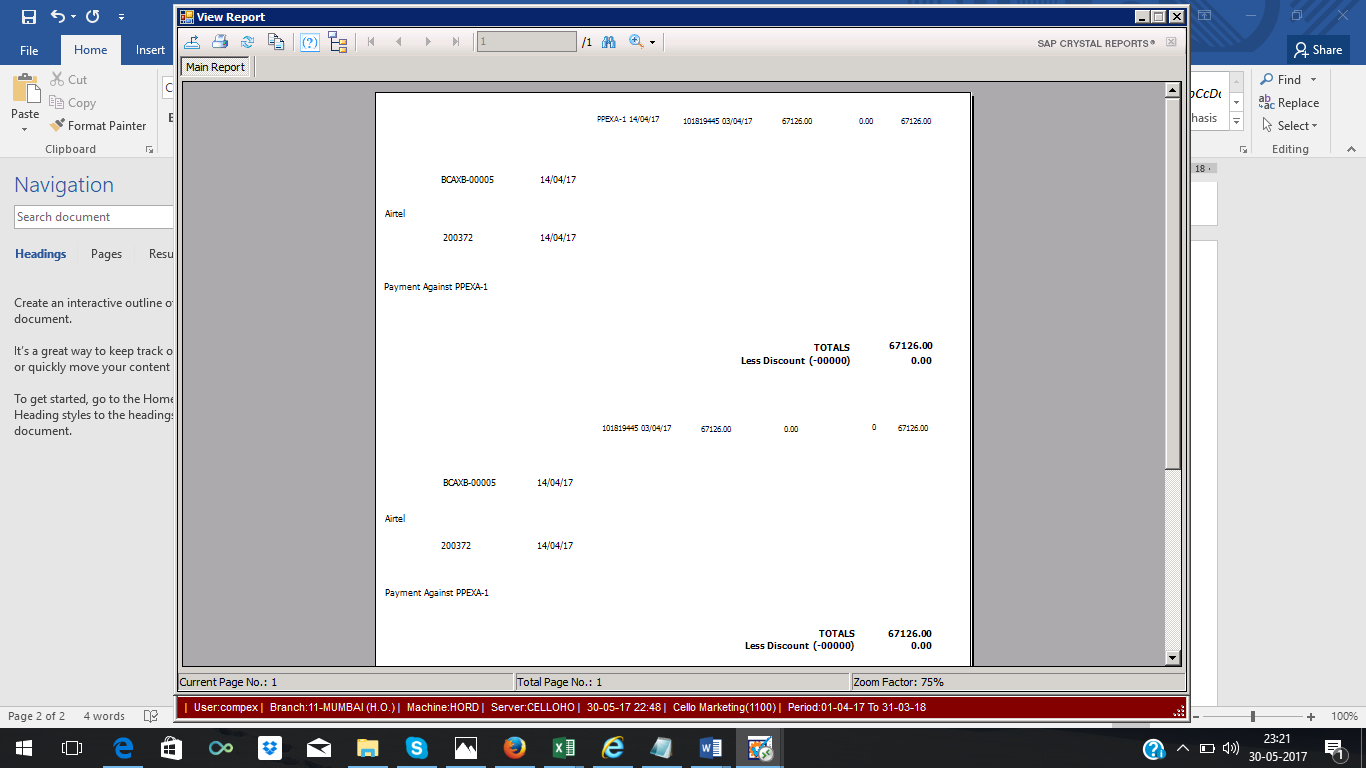 View Report
File
Home
Insert
Share
Cut
Copy
Paste
Format Painter
Clipboard
1
/1
SAP CRYSTAL REPORTS®
Main Report
Find
Replace
Select
Editing
18
Navigation
Search document
Headings
Pages
Resu
Create an interactive outline o
document.
It's a great way to keep track o
or quickly move your content
To get started, go to the Home
Heading styles to the headings
document.
PPEXA-1 14/04/17 101819445 03/04/17 67126.00 0.00 67126.00
BCAXB-00005 14/04/17
Airtel
200372 14/04/17
Payment Against PPEXA-1
TOTALS 67126.00
Less Discount (-00000) 0.00
101819445 03/04/17 67126.00 0.00 0 67126.00
BCAXB-00005 14/04/17
Airtel
200372 14/04/17
Payment Against PPEXA-1
TOTALS 67126.00
Less Discount (-00000) 0.00
Current Page No.: 1
Total Page No.: 1
Zoom Factor: 75%
| User:compex | Branch:11-MUMBAI (H.O.) | Machine:HORD | Server:CELLOHO | 30-05-17 22:48 | Cello Marketing(1100) | Period:01-04-17 To 31-03-18
Page 2 of 2
4 words
100%
23:21
30-05-2017